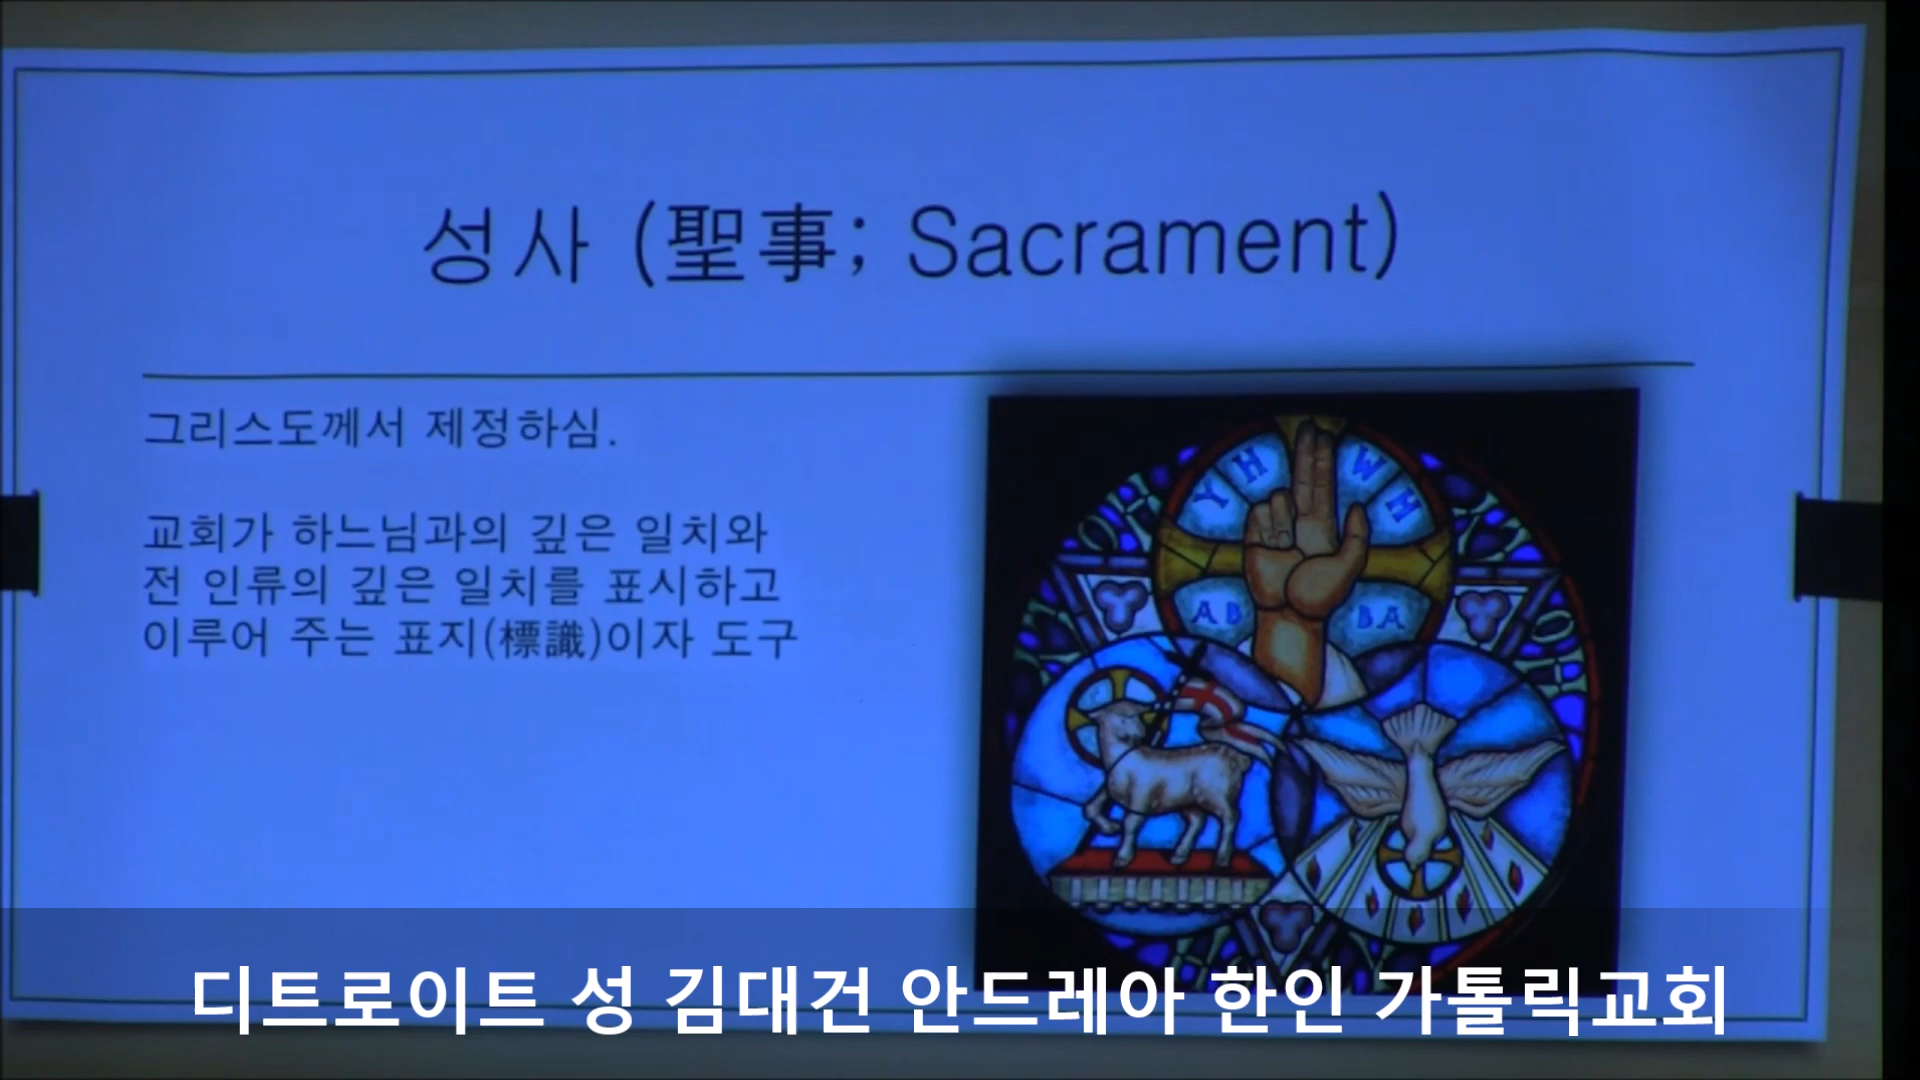 성사 (聖事; Sacrament)
그리스도께서 제정하심.
교회가 하느님과의 깊은 일치와
전 인류의 깊은 일치를 표시하고
이루어 주는 표지(標識)이자 도구
YH WH
AB BA
디트로이트 성 김대건 안드레아 한인 가톨릭교회